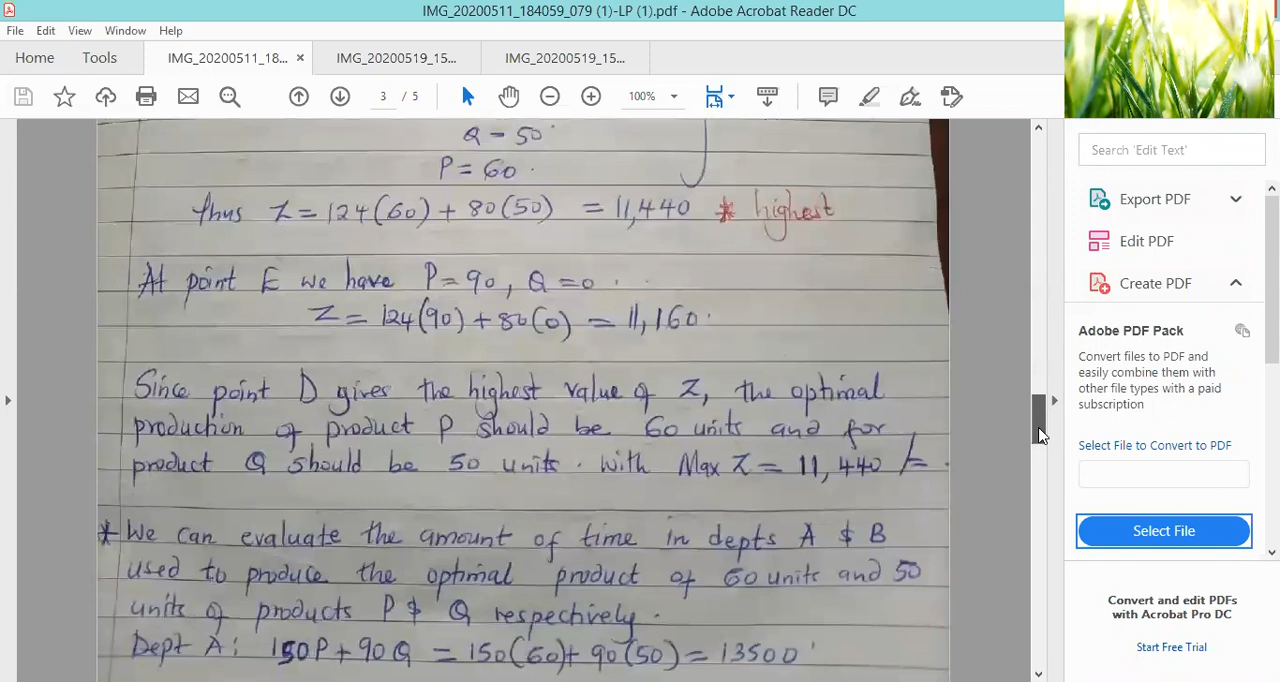 IMG_20200511_184059_079 (1)-LP (1).pdf - Adobe Acrobat Reader DC
File Edit View Window Help
Home Tools IMG_20200511_18... × IMG_20200519_15... IMG_20200519_15...
3 / 5 100%
Q = 50
P = 60
thus Z = 124(60) + 80(50) = 11,440 * highest
At point E we have P = 90, Q = 0
Z = 124(90) + 80(0) = 11,160
Since point D gives the highest value of Z, the optimal
production of product P should be 60 units and for
product Q should be 50 units. With Max Z = 11,440 /=
* We can evaluate the amount of time in depts A & B
used to produce the optimal product of 60 units and 50
units of products P & Q respectively.
Dept A: 150P + 90Q = 150(60) + 90(50) = 13500
Search 'Edit Text'
Export PDF
Edit PDF
Create PDF
Adobe PDF Pack
Convert files to PDF and
easily combine them with
other file types with a paid
subscription
Select File to Convert to PDF
Select File
Convert and edit PDFs
with Acrobat Pro DC
Start Free Trial